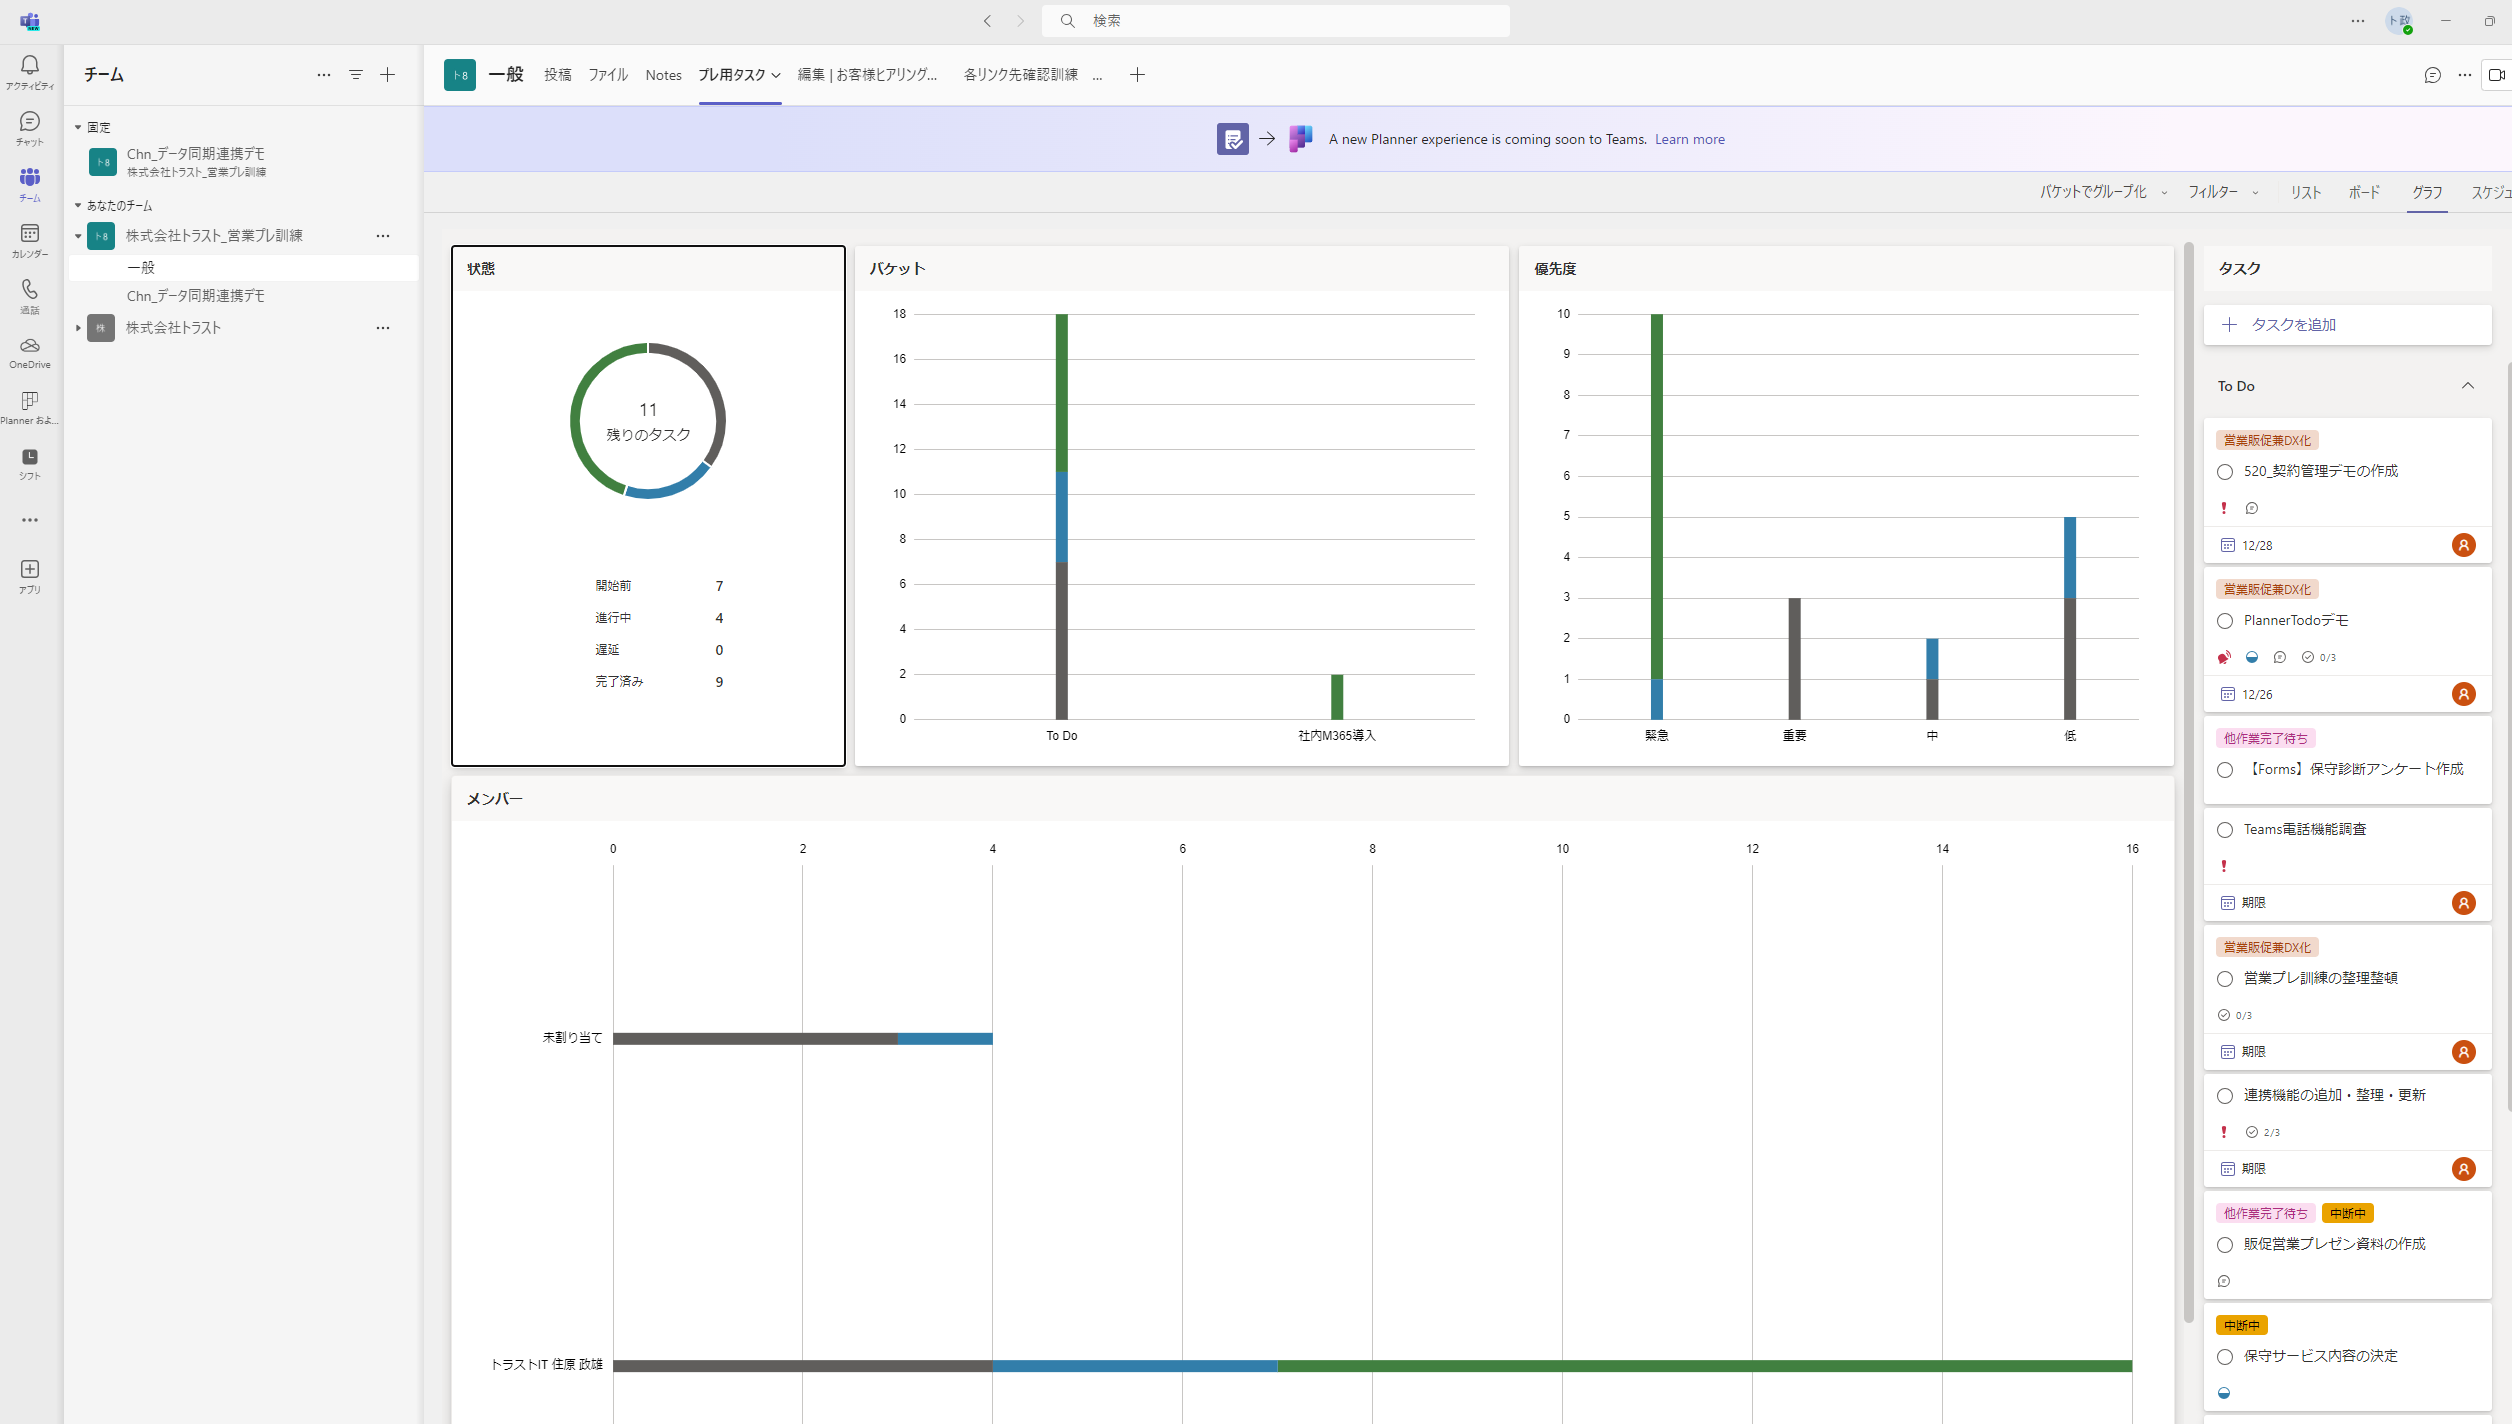 検索
ト政
アクティビティ
チャット
チーム
カレンダー
通話
OneDrive
Planner およ...
シフト
アプリ
チーム
固定
ト8
Chn_データ同期連携デモ
株式会社トラスト_営業プレ訓練
あなたのチーム
ト8 株式会社トラスト_営業プレ訓練
一般
Chn_データ同期連携デモ
株 株式会社トラスト
ト8 一般 投稿 ファイル Notes プレ用タスク 編集 | お客様ヒアリング... 各リンク先確認訓練 ...
A new Planner experience is coming soon to Teams. Learn more
バケットでグループ化 フィルター リスト ボード グラフ スケジュ
状態
11
残りのタスク
開始前 7
進行中 4
遅延 0
完了済み 9
バケット
18
16
14
12
10
8
6
4
2
0
To Do 社内M365導入
優先度
10
9
8
7
6
5
4
3
2
1
0
緊急 重要 中 低
メンバー
0 2 4 6 8 10 12 14 16
未割り当て
トラストIT 住原 政雄
タスク
タスクを追加
To Do
営業販促兼DX化
520_契約管理デモの作成
12/28
営業販促兼DX化
PlannerTodoデモ
0/3
12/26
他作業完了待ち
【Forms】保守診断アンケート作成
Teams電話機能調査
期限
営業販促兼DX化
営業プレ訓練の整理整頓
0/3
期限
連携機能の追加・整理・更新
2/3
期限
他作業完了待ち 中断中
販促営業プレゼン資料の作成
中断中
保守サービス内容の決定